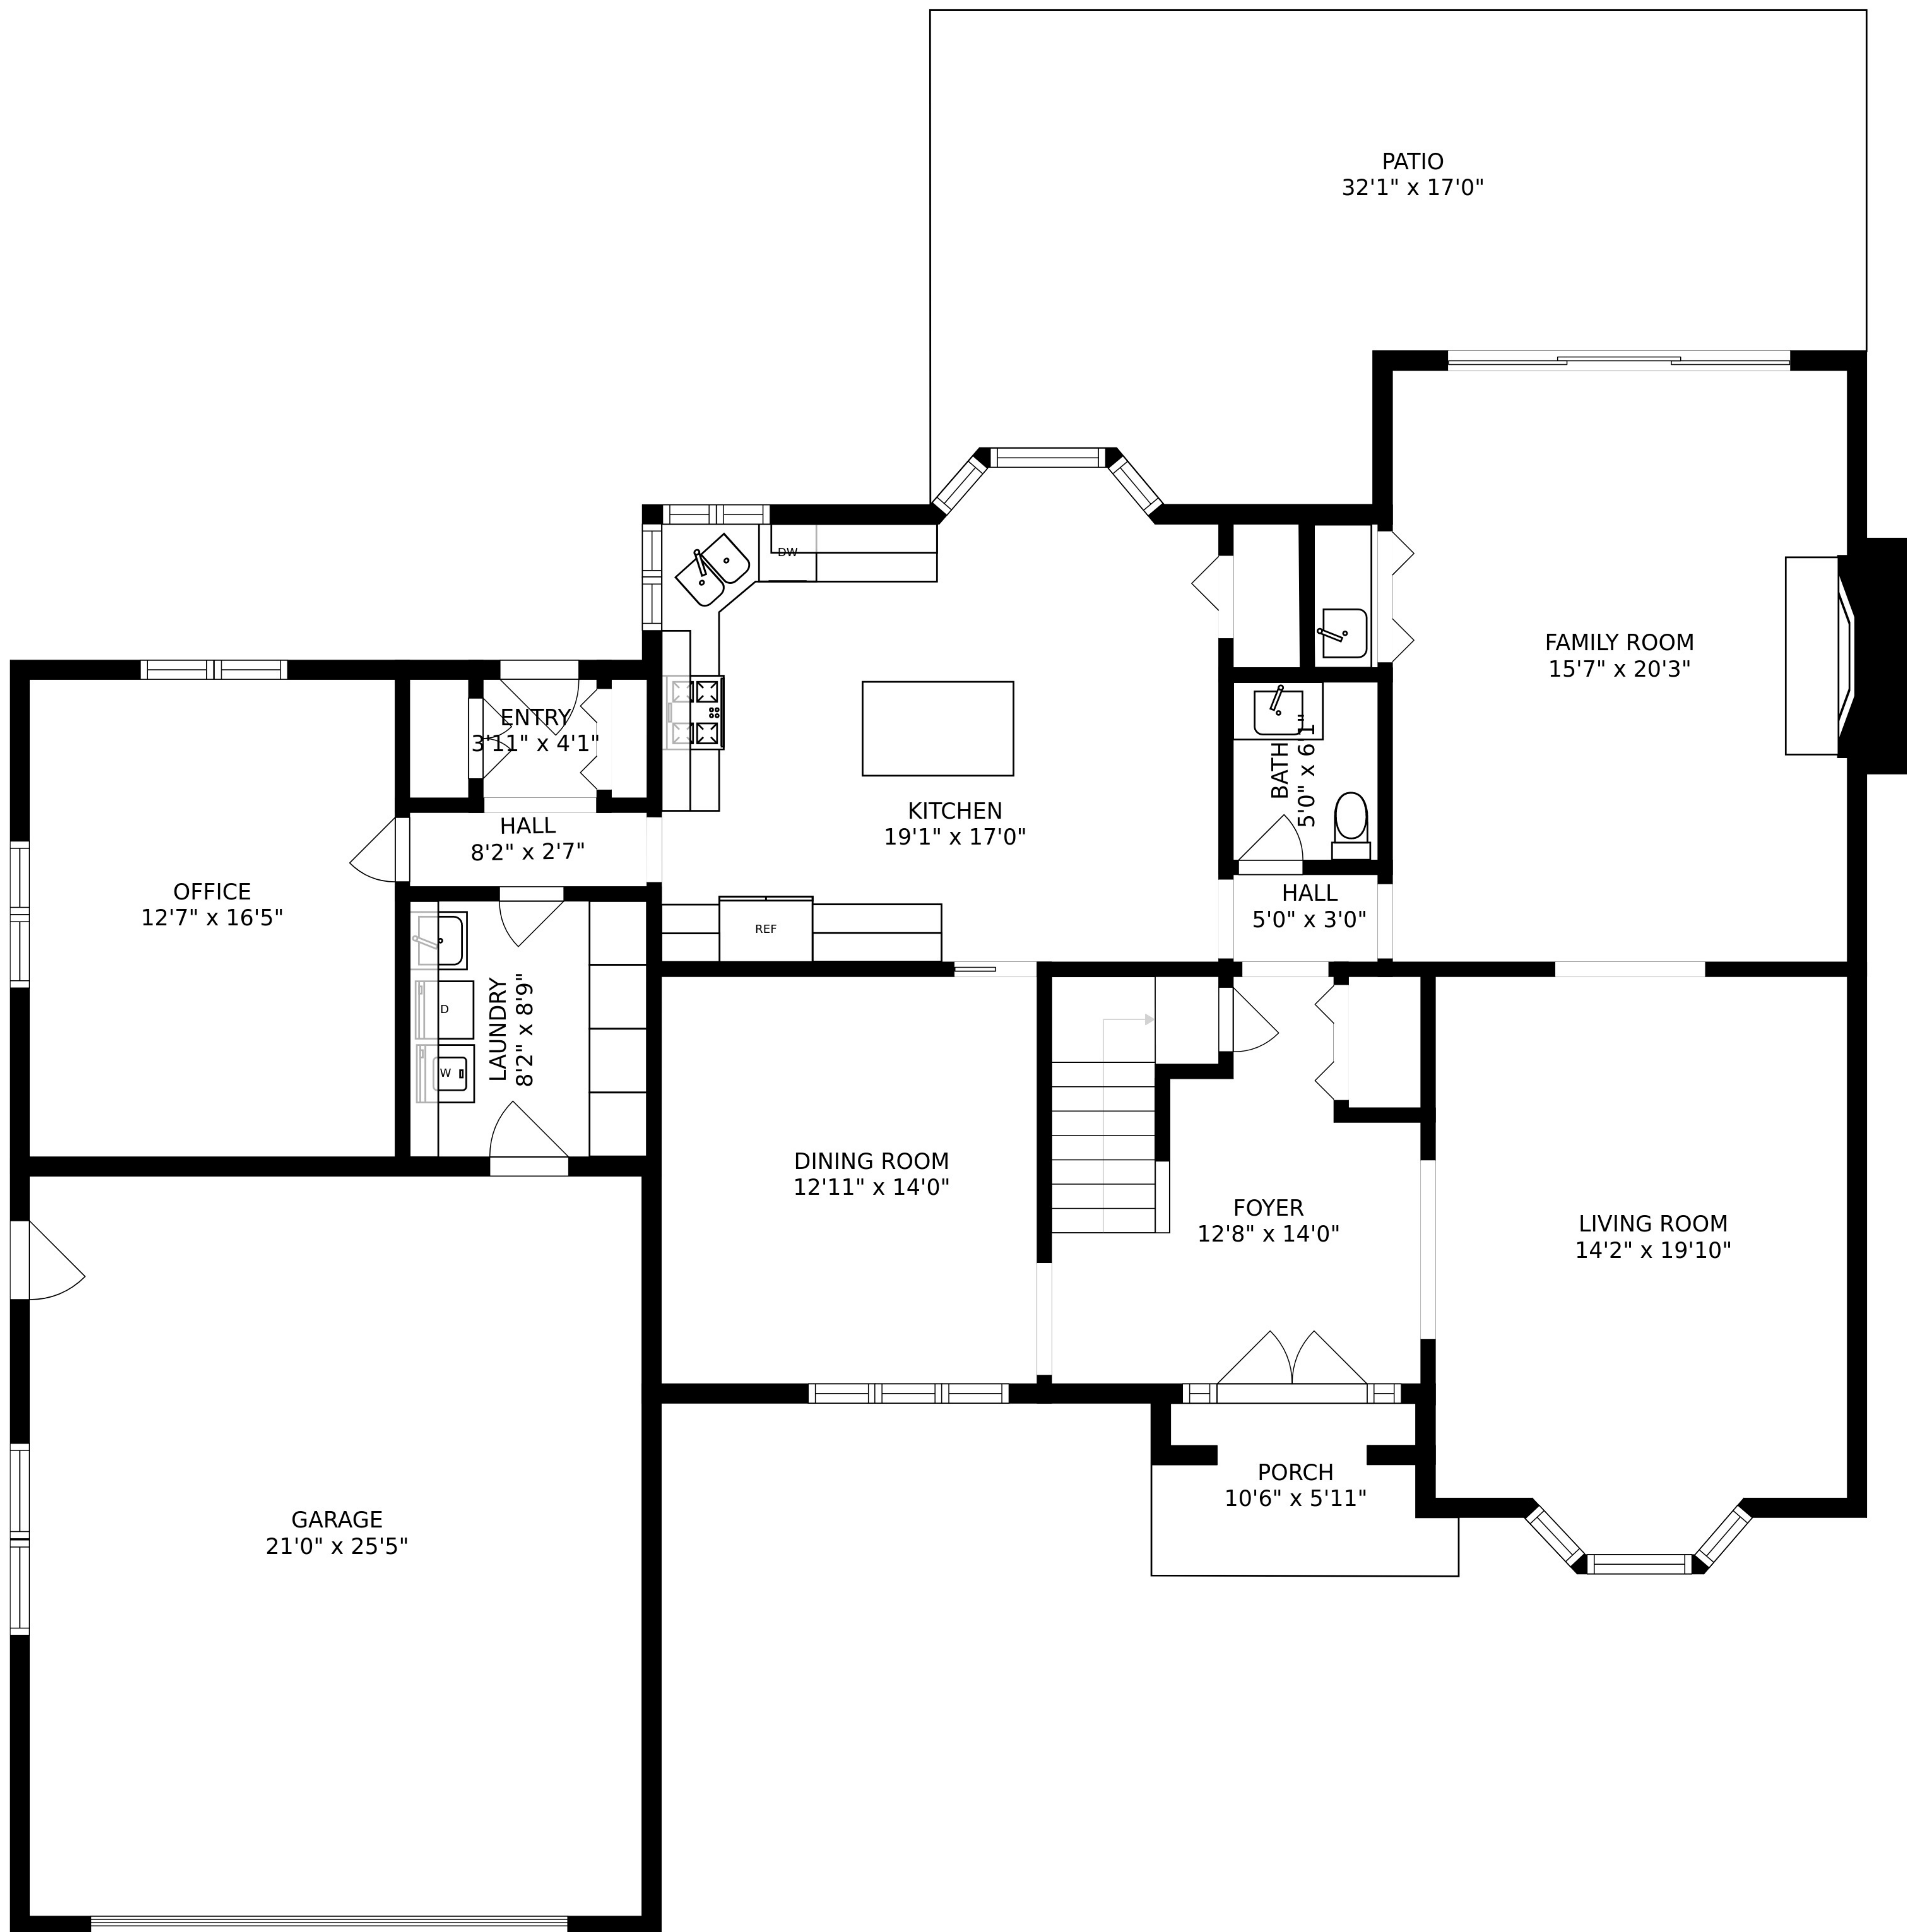 PATIO
32'1" x 17'0"
DW
FAMILY ROOM
15'7" x 20'3"
ENTRY
3'11" x 4'1"
BATH
5'0" x 6'1"
KITCHEN
19'1" x 17'0"
HALL
8'2" x 2'7"
OFFICE
12'7" x 16'5"
HALL
5'0" x 3'0"
REF
D
W
LAUNDRY
8'2" x 8'9"
DINING ROOM
12'11" x 14'0"
FOYER
12'8" x 14'0"
LIVING ROOM
14'2" x 19'10"
PORCH
10'6" x 5'11"
GARAGE
21'0" x 25'5"